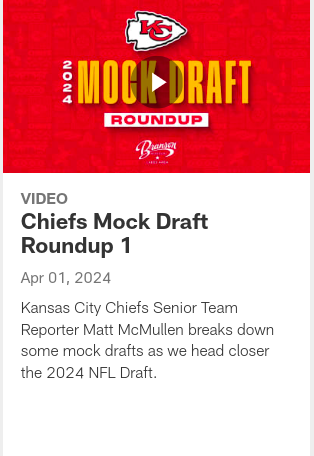 KC
2024
MOCK DRAFT
ROUNDUP
Branson
VIDEO
Chiefs Mock Draft
Roundup 1
Apr 01, 2024
Kansas City Chiefs Senior Team
Reporter Matt McMullen breaks down
some mock drafts as we head closer
the 2024 NFL Draft.